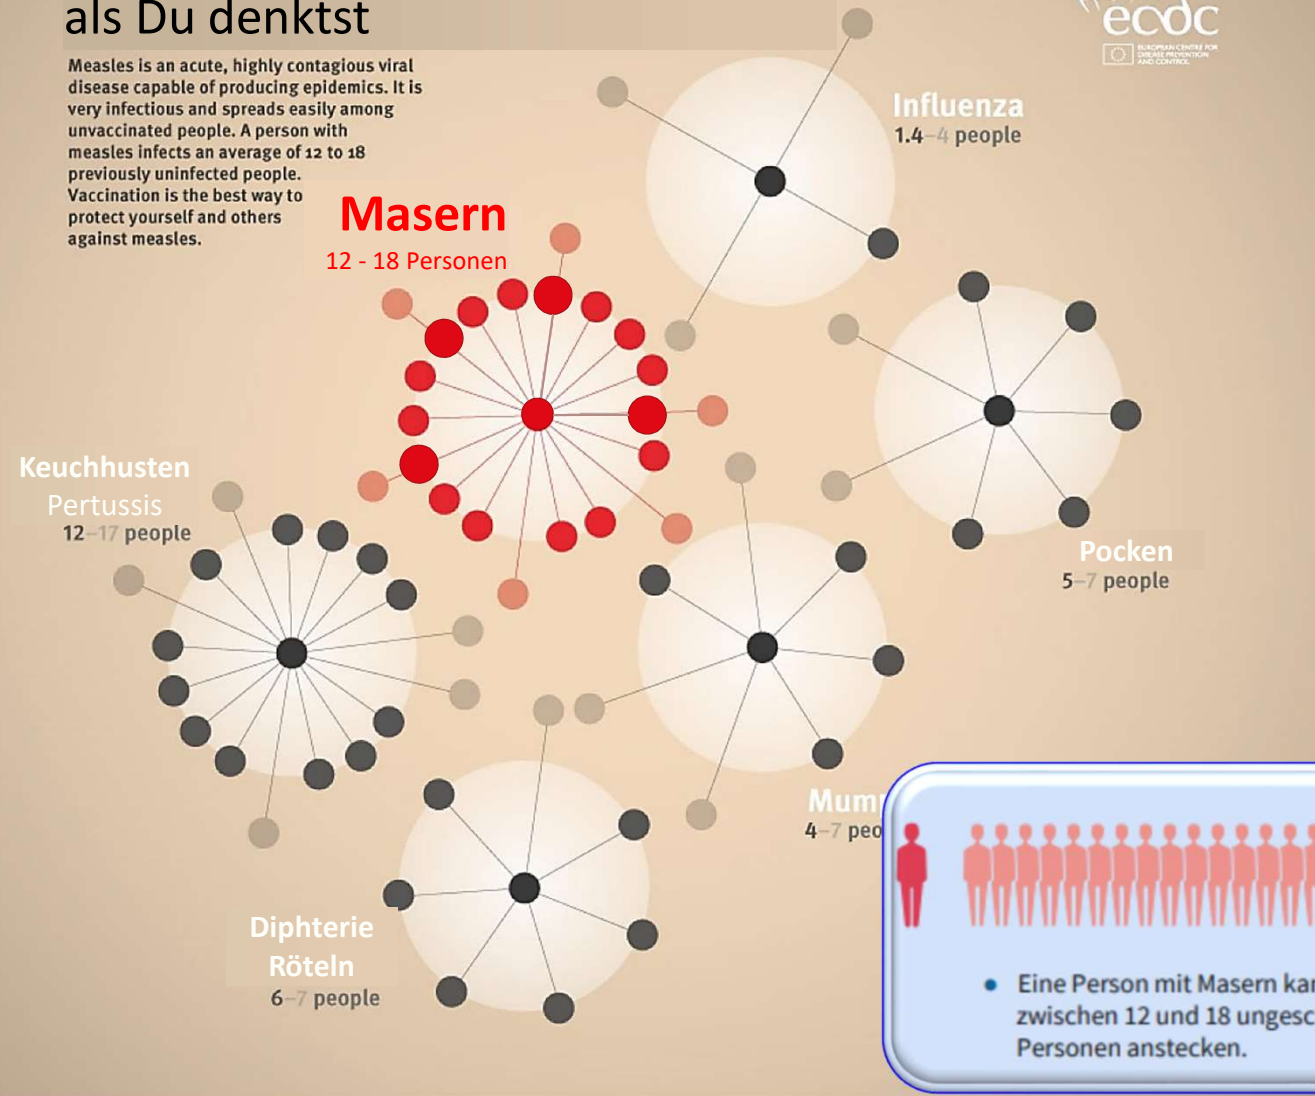 als Du denktst
ecdc
EUROPEAN CENTRE FOR
DISEASE PREVENTION
AND CONTROL
Measles is an acute, highly contagious viral
disease capable of producing epidemics. It is
very infectious and spreads easily among
unvaccinated people. A person with
measles infects an average of 12 to 18
previously uninfected people.
Vaccination is the best way to
protect yourself and others
against measles.
Influenza
1.4–4 people
Masern
12 - 18 Personen
Keuchhusten
Pertussis
12–17 people
Pocken
5–7 people
Mum
4–7 peo
Diphterie
Röteln
6–7 people
• Eine Person mit Masern kan
zwischen 12 und 18 ungesc
Personen anstecken.